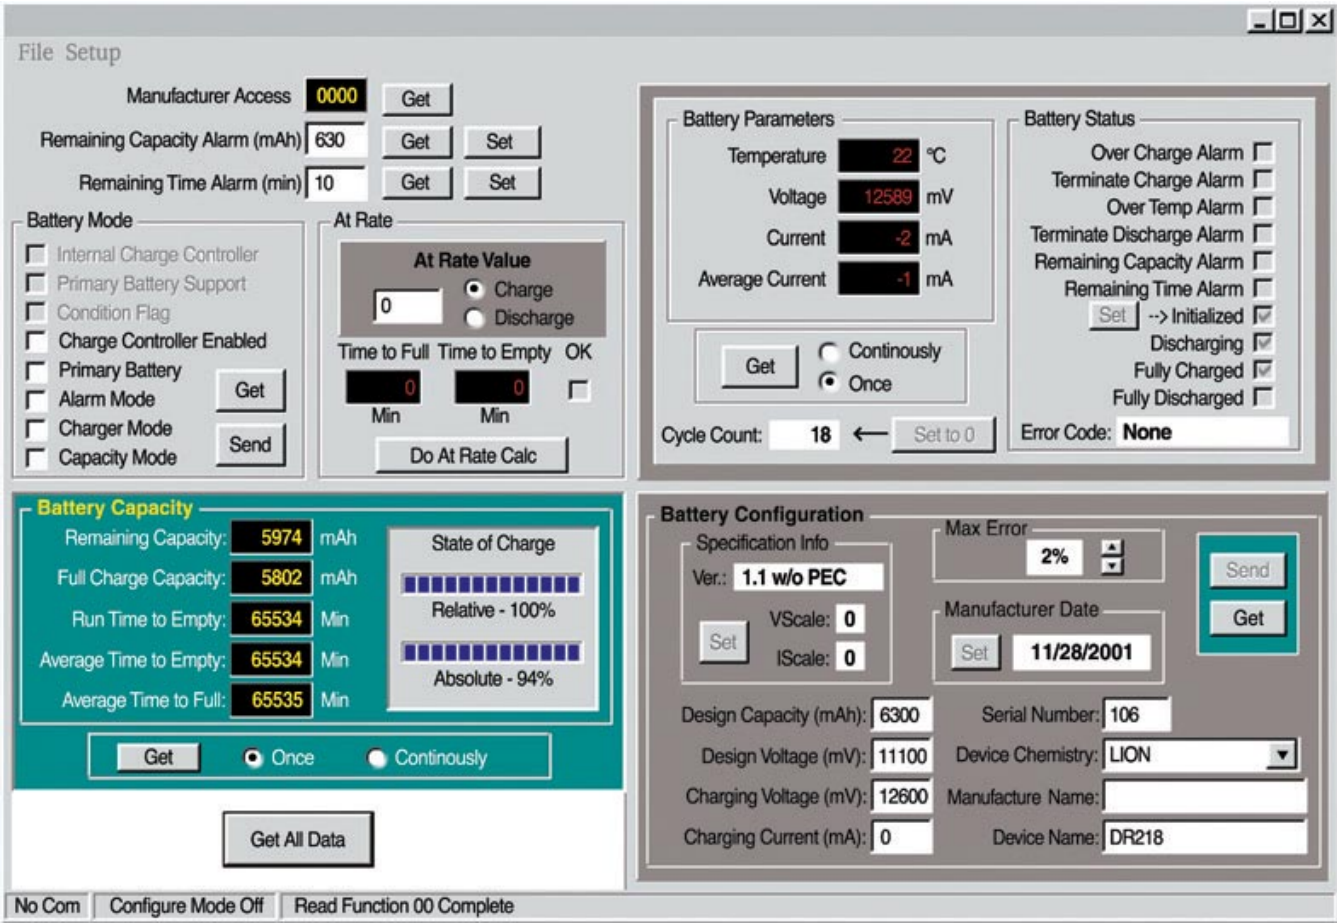 File Setup
Manufacturer Access 0000 Get
Remaining Capacity Alarm (mAh) 630 Get Set
Remaining Time Alarm (min) 10 Get Set
Battery Mode
Internal Charge Controller
Primary Battery Support
Condition Flag
Charge Controller Enabled
Primary Battery
Alarm Mode
Charger Mode
Capacity Mode
Get
Send
At Rate
At Rate Value
0
Charge
Discharge
Time to Full Time to Empty OK
0 0
Min Min
Do At Rate Calc
Battery Parameters
Temperature 22 °C
Voltage 12589 mV
Current -2 mA
Average Current -1 mA
Get
Continously
Once
Cycle Count: 18 ← Set to 0
Battery Status
Over Charge Alarm
Terminate Charge Alarm
Over Temp Alarm
Terminate Discharge Alarm
Remaining Capacity Alarm
Remaining Time Alarm
Set --> Initialized
Discharging
Fully Charged
Fully Discharged
Error Code: None
Battery Capacity
Remaining Capacity: 5974 mAh
Full Charge Capacity: 5802 mAh
Run Time to Empty: 65534 Min
Average Time to Empty: 65534 Min
Average Time to Full: 65535 Min
State of Charge
Relative - 100%
Absolute - 94%
Get Once Continously
Get All Data
Battery Configuration
Specification Info
Ver.: 1.1 w/o PEC
Set
VScale: 0
IScale: 0
Max Error
2%
Manufacturer Date
Set 11/28/2001
Send
Get
Design Capacity (mAh): 6300
Design Voltage (mV): 11100
Charging Voltage (mV): 12600
Charging Current (mA): 0
Serial Number: 106
Device Chemistry: LION
Manufacture Name:
Device Name: DR218
No Com Configure Mode Off Read Function 00 Complete